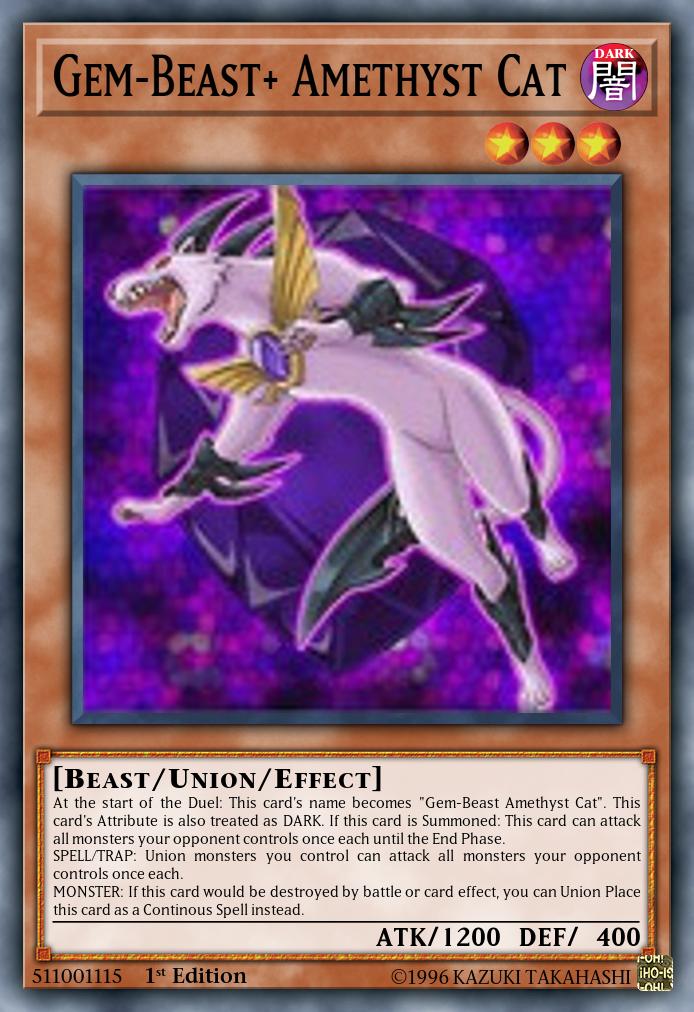 Gem-Beast+ Amethyst Cat
DARK
闇
[Beast/Union/Effect]
At the start of the Duel: This card's name becomes "Gem-Beast Amethyst Cat". This
card's Attribute is also treated as DARK. If this card is Summoned: This card can attack
all monsters your opponent controls once each until the End Phase.
SPELL/TRAP: Union monsters you control can attack all monsters your opponent
controls once each.
MONSTER: If this card would be destroyed by battle or card effect, you can Union Place
this card as a Continous Spell instead.
ATK/1200 DEF/ 400
511001115 1st Edition ©1996 KAZUKI TAKAHASHI